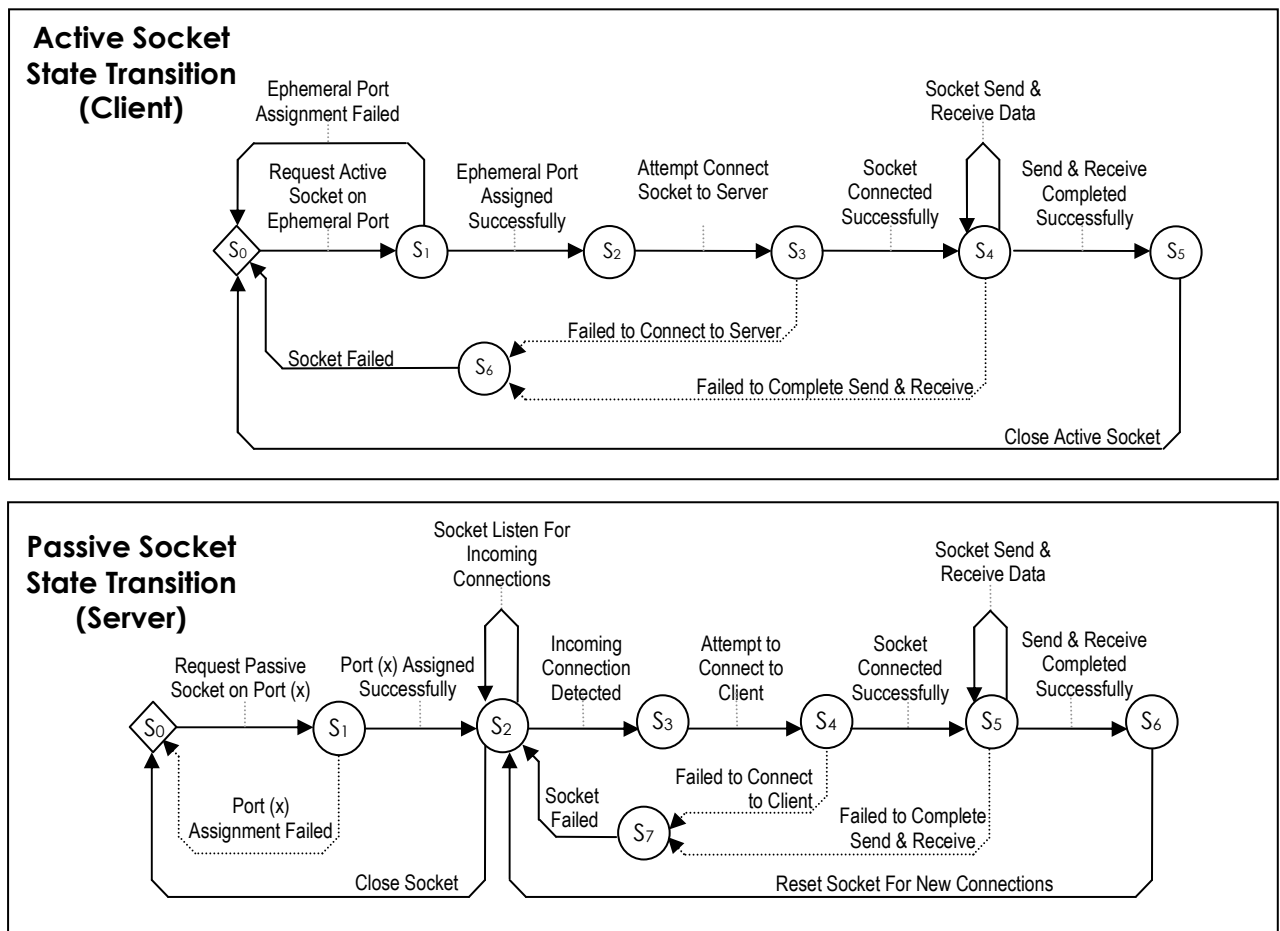 Active Socket
State Transition
(Client)
Ephemeral Port
Assignment Failed
Socket Send &
Receive Data
Request Active
Socket on
Ephemeral Port
Ephemeral Port
Assigned
Successfully
Attempt Connect
Socket to Server
Socket
Connected
Successfully
Send & Receive
Completed
Successfully
S0
S1
S2
S3
S4
S5
Failed to Connect to Server
Socket Failed
S6
Failed to Complete Send & Receive
Close Active Socket
Passive Socket
State Transition
(Server)
Socket Listen For
Incoming
Connections
Socket Send &
Receive Data
Request Passive
Socket on Port (x)
Port (x) Assigned
Successfully
Incoming
Connection
Detected
Attempt to
Connect to
Client
Socket
Connected
Successfully
Send & Receive
Completed
Successfully
S0
S1
S2
S3
S4
S5
S6
Port (x)
Assignment Failed
Socket
Failed
Failed to Connect
to Client
S7
Failed to Complete
Send & Receive
Close Socket
Reset Socket For New Connections